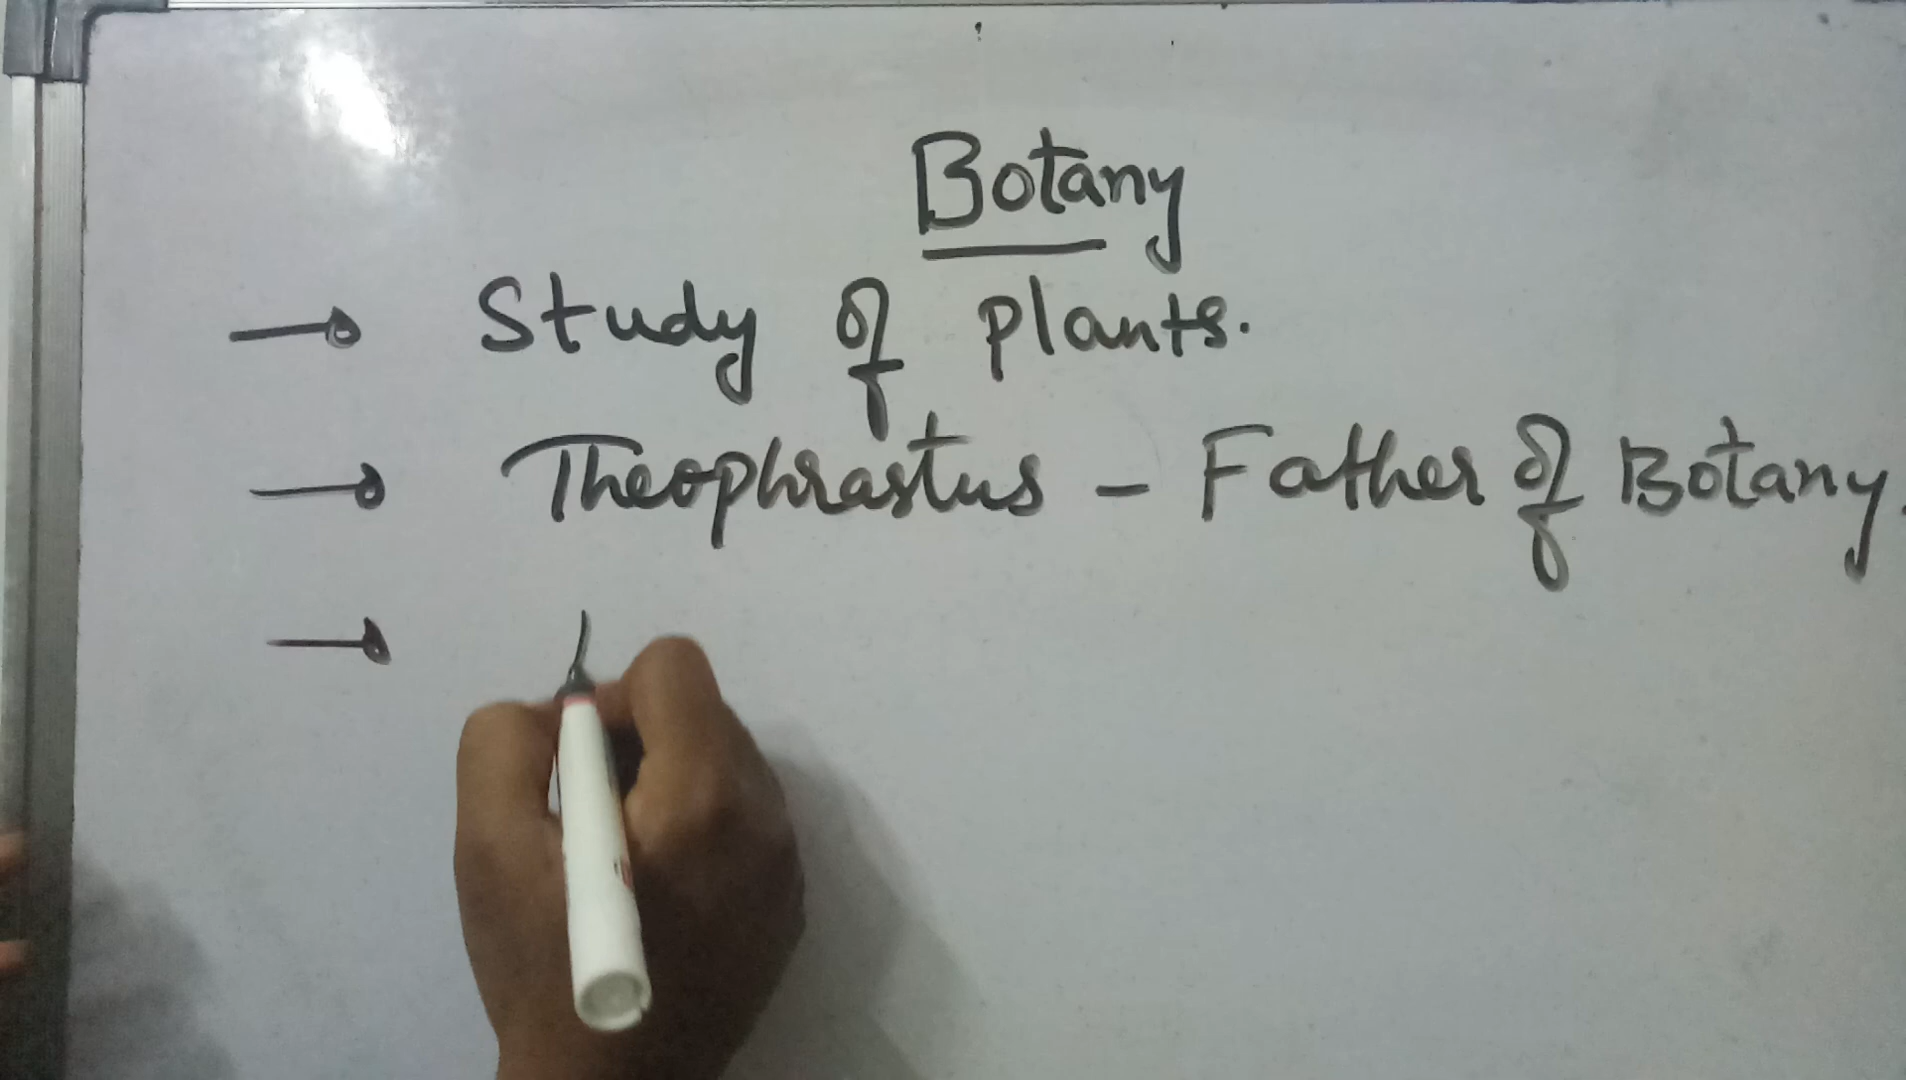 Botany
→ Study of plants.
→ Theophrastus - Father of Botany.
→